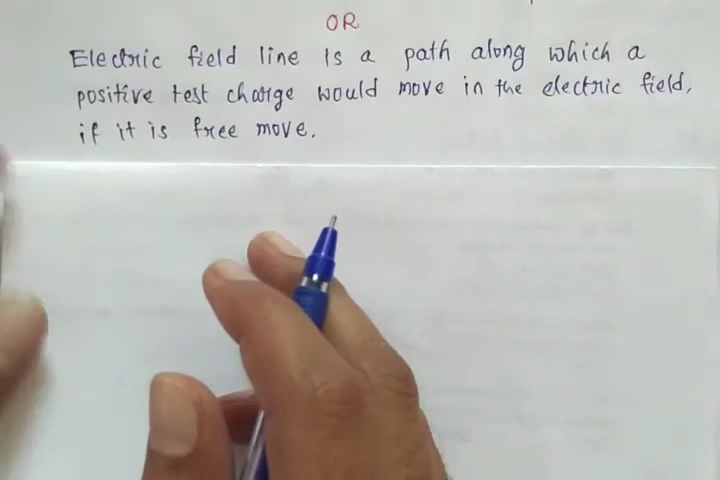 OR
Electric field line is a path along which a
positive test charge would move in the electric field,
if it is free move.